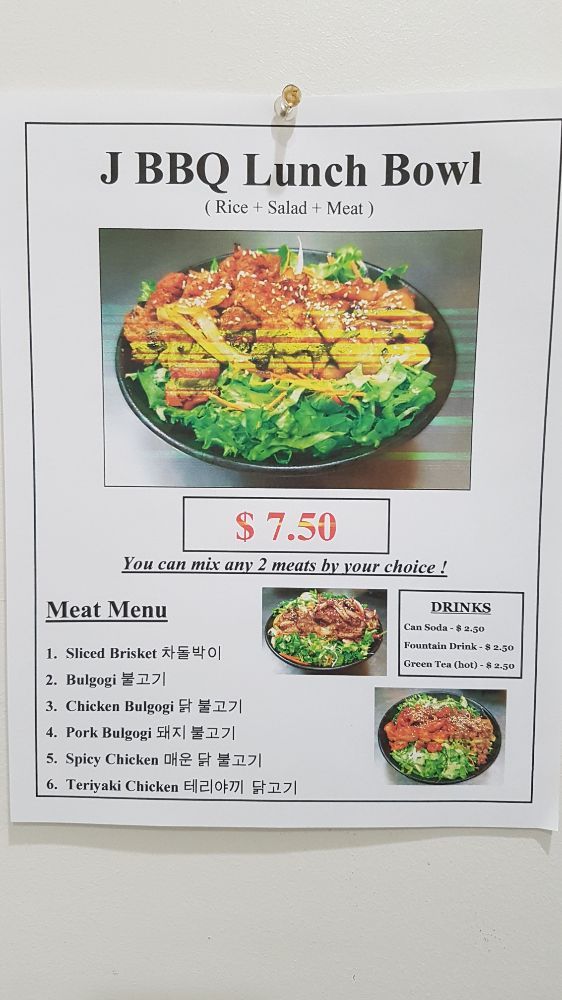 J BBQ Lunch Bowl
( Rice + Salad + Meat )
$ 7.50
You can mix any 2 meats by your choice !
Meat Menu
1. Sliced Brisket 차돌박이
2. Bulgogi 불고기
3. Chicken Bulgogi 닭 불고기
4. Pork Bulgogi 돼지 불고기
5. Spicy Chicken 매운 닭 불고기
6. Teriyaki Chicken 테리야끼 닭고기
DRINKS
Can Soda - $ 2.50
Fountain Drink - $ 2.50
Green Tea (hot) - $ 2.50